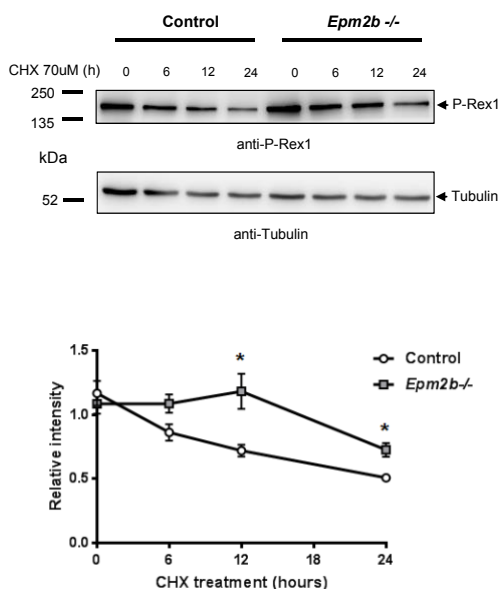 Control Epm2b -/-
CHX 70uM (h) 0 6 12 24 0 6 12 24
250
P-Rex1
135
anti-P-Rex1
kDa
52
Tubulin
anti-Tubulin
1.5
1.0
0.5
0.0
Relative intensity
* *
Control
Epm2b-/-
0 6 12 18 24
CHX treatment (hours)